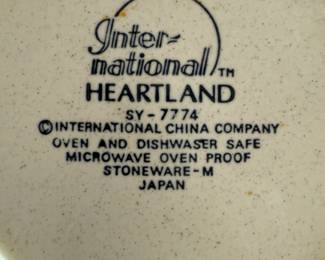 Inter-
national TM
HEARTLAND
SY-7774
©INTERNATIONAL CHINA COMPANY
OVEN AND DISHWASER SAFE
MICROWAVE OVEN PROOF
STONEWARE-M
JAPAN